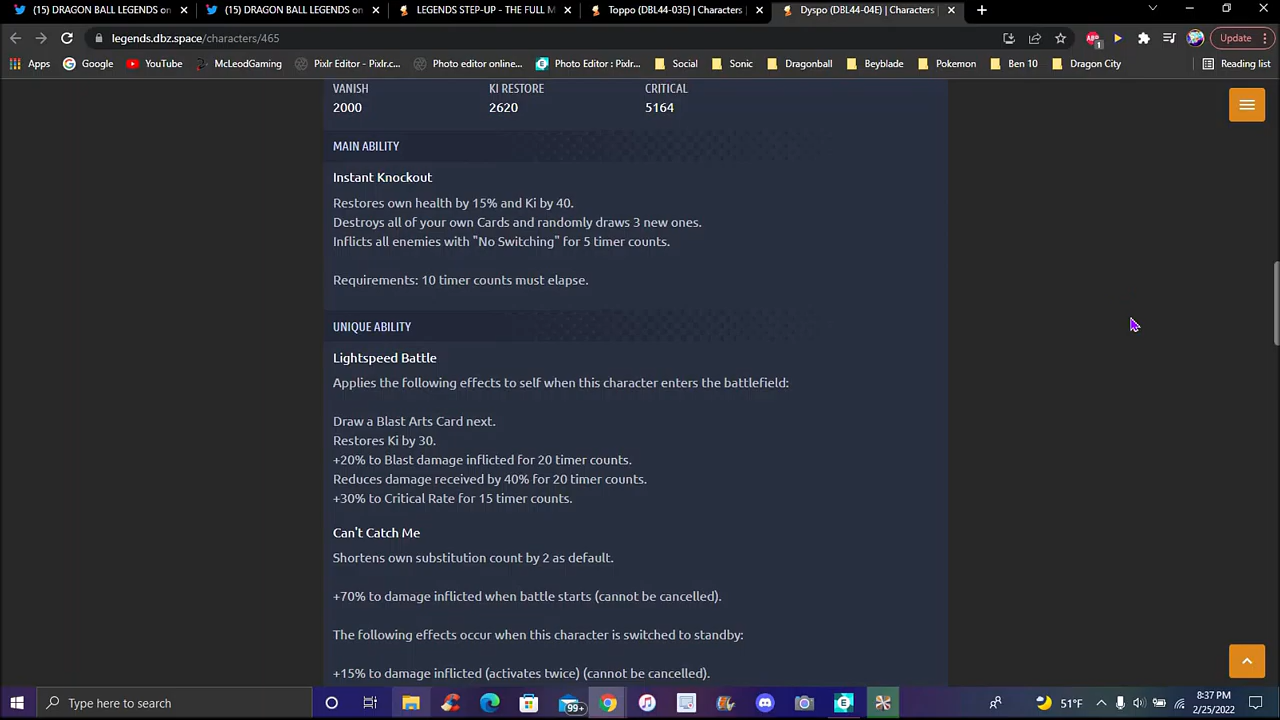 (15) DRAGON BALL LEGENDS on
(15) DRAGON BALL LEGENDS on
LEGENDS STEP-UP - THE FULL M
Toppo (DBL44-03E) | Characters
Dyspo (DBL44-04E) | Characters
legends.dbz.space/characters/465
1
Update
Apps
Google
YouTube
McLeodGaming
Pixlr Editor - Pixlr.c...
Photo editor online...
Photo Editor : Pixlr...
Social
Sonic
Dragonball
Beyblade
Pokemon
Ben 10
Dragon City
Reading list
VANISH KI RESTORE CRITICAL
2000 2620 5164
MAIN ABILITY
Instant Knockout
Restores own health by 15% and Ki by 40.
Destroys all of your own Cards and randomly draws 3 new ones.
Inflicts all enemies with "No Switching" for 5 timer counts.
Requirements: 10 timer counts must elapse.
UNIQUE ABILITY
Lightspeed Battle
Applies the following effects to self when this character enters the battlefield:
Draw a Blast Arts Card next.
Restores Ki by 30.
+20% to Blast damage inflicted for 20 timer counts.
Reduces damage received by 40% for 20 timer counts.
+30% to Critical Rate for 15 timer counts.
Can't Catch Me
Shortens own substitution count by 2 as default.
+70% to damage inflicted when battle starts (cannot be cancelled).
The following effects occur when this character is switched to standby:
+15% to damage inflicted (activates twice) (cannot be cancelled).
Type here to search
99+
51°F
8:37 PM
2/25/2022